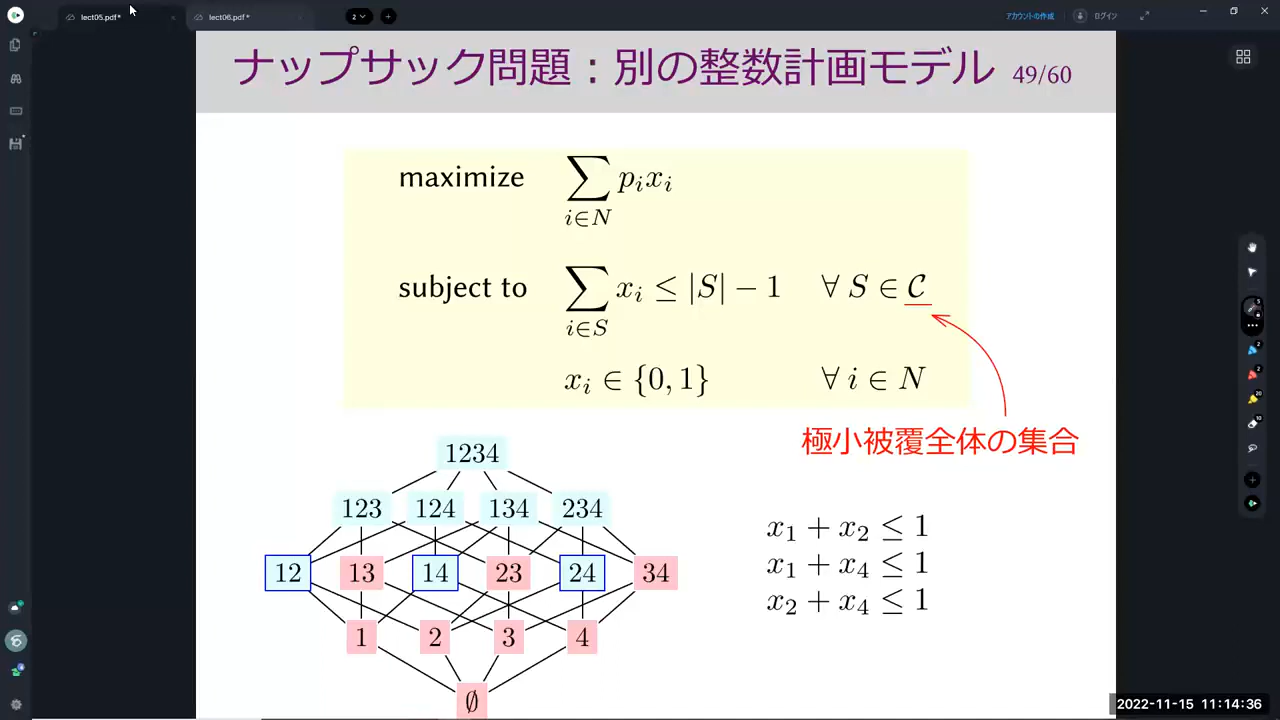 lect05.pdf*
lect06.pdf*
2
アカウントの作成
ログイン
ナップサック問題：別の整数計画モデル 49/60
maximize ∑ i∈N p_i x_i
subject to ∑ i∈S x_i ≤ |S| − 1 ∀ S ∈ 𝒞
x_i ∈ {0, 1} ∀ i ∈ N
極小被覆全体の集合
1234
123 124 134 234
12 13 14 23 24 34
1 2 3 4
∅
x_1 + x_2 ≤ 1
x_1 + x_4 ≤ 1
x_2 + x_4 ≤ 1
2022-11-15 11:14:36